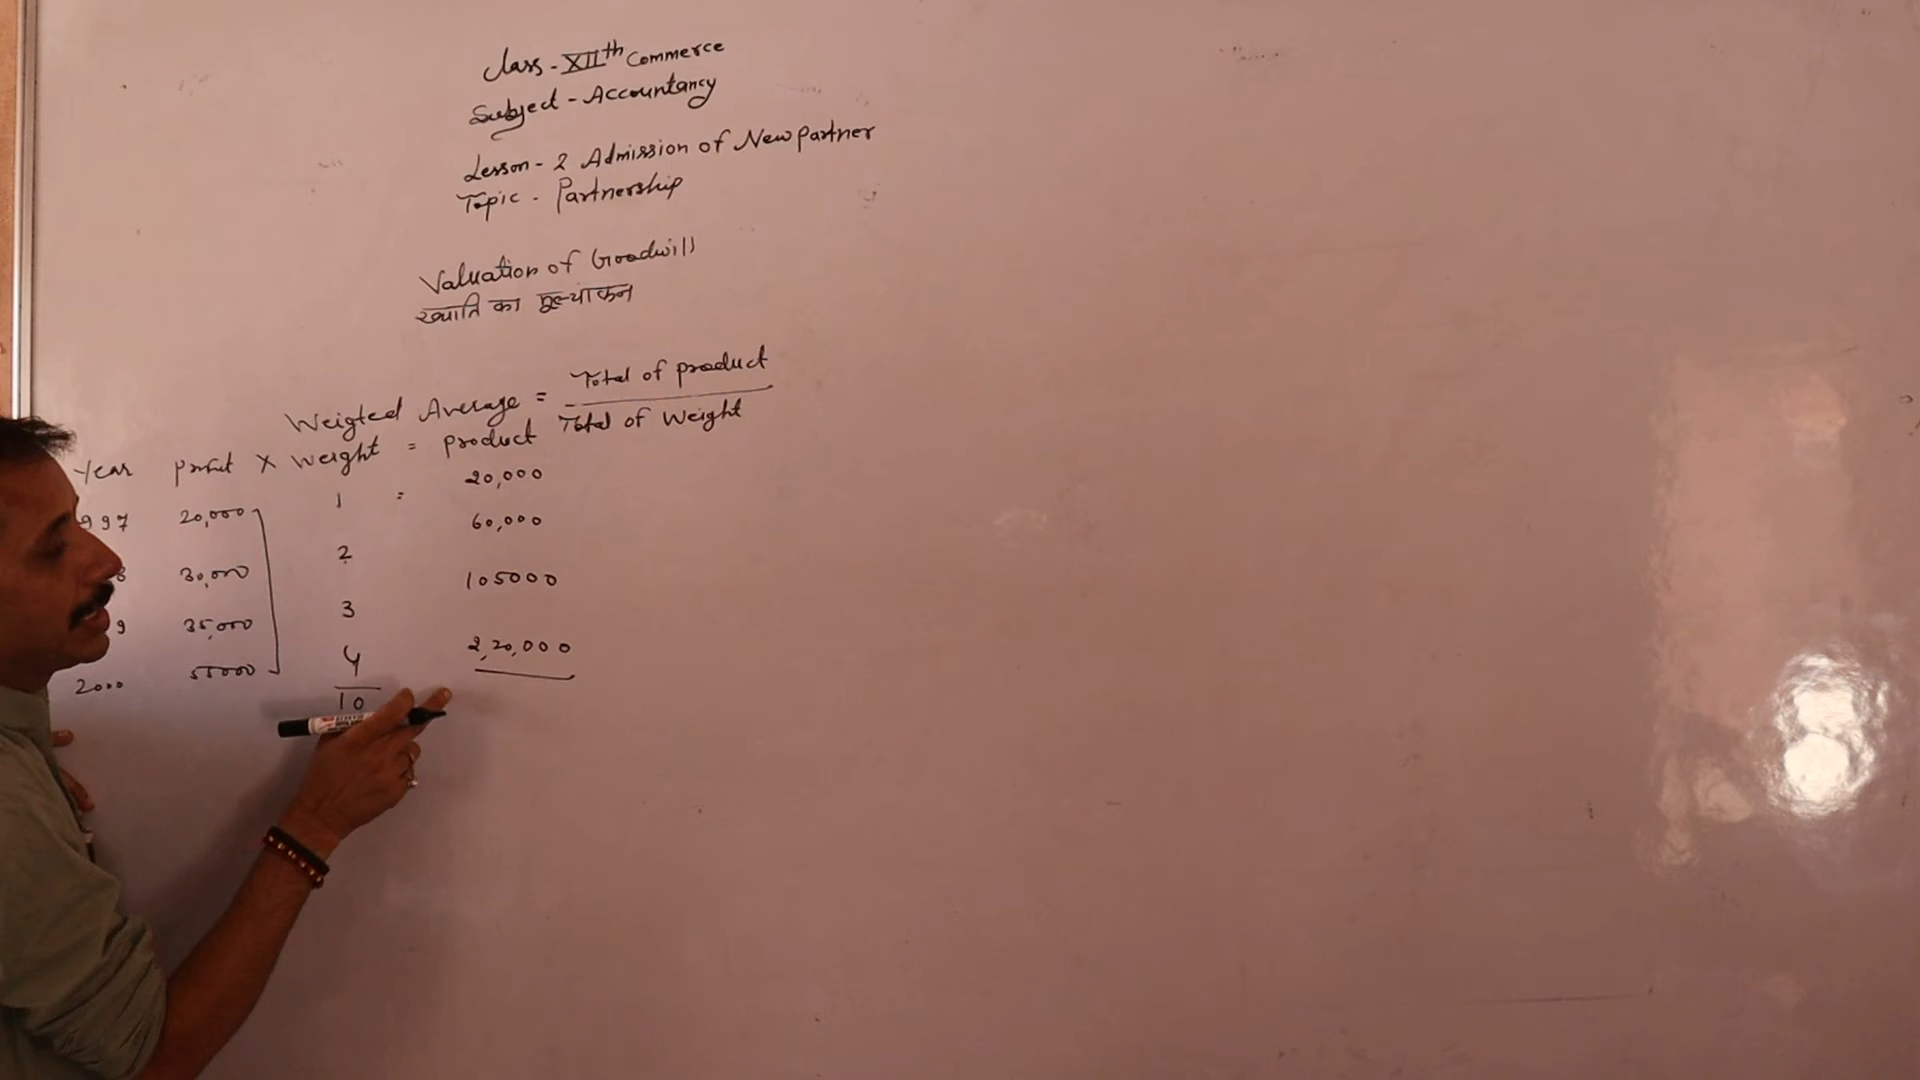 Class - XIIth Commerce
Subject - Accountancy
Lesson - 2 Admission of New Partner
Topic - Partnership
Valuation of Goodwill
ख्याति का मूल्यांकन
Weigted Average = Total of product
Total of Weight
Year Profit X Weight = product
997 20,000 1 = 20,000
8 30,000 2 60,000
9 35,000 3 105000
2000 55000 4 2,20,000
10